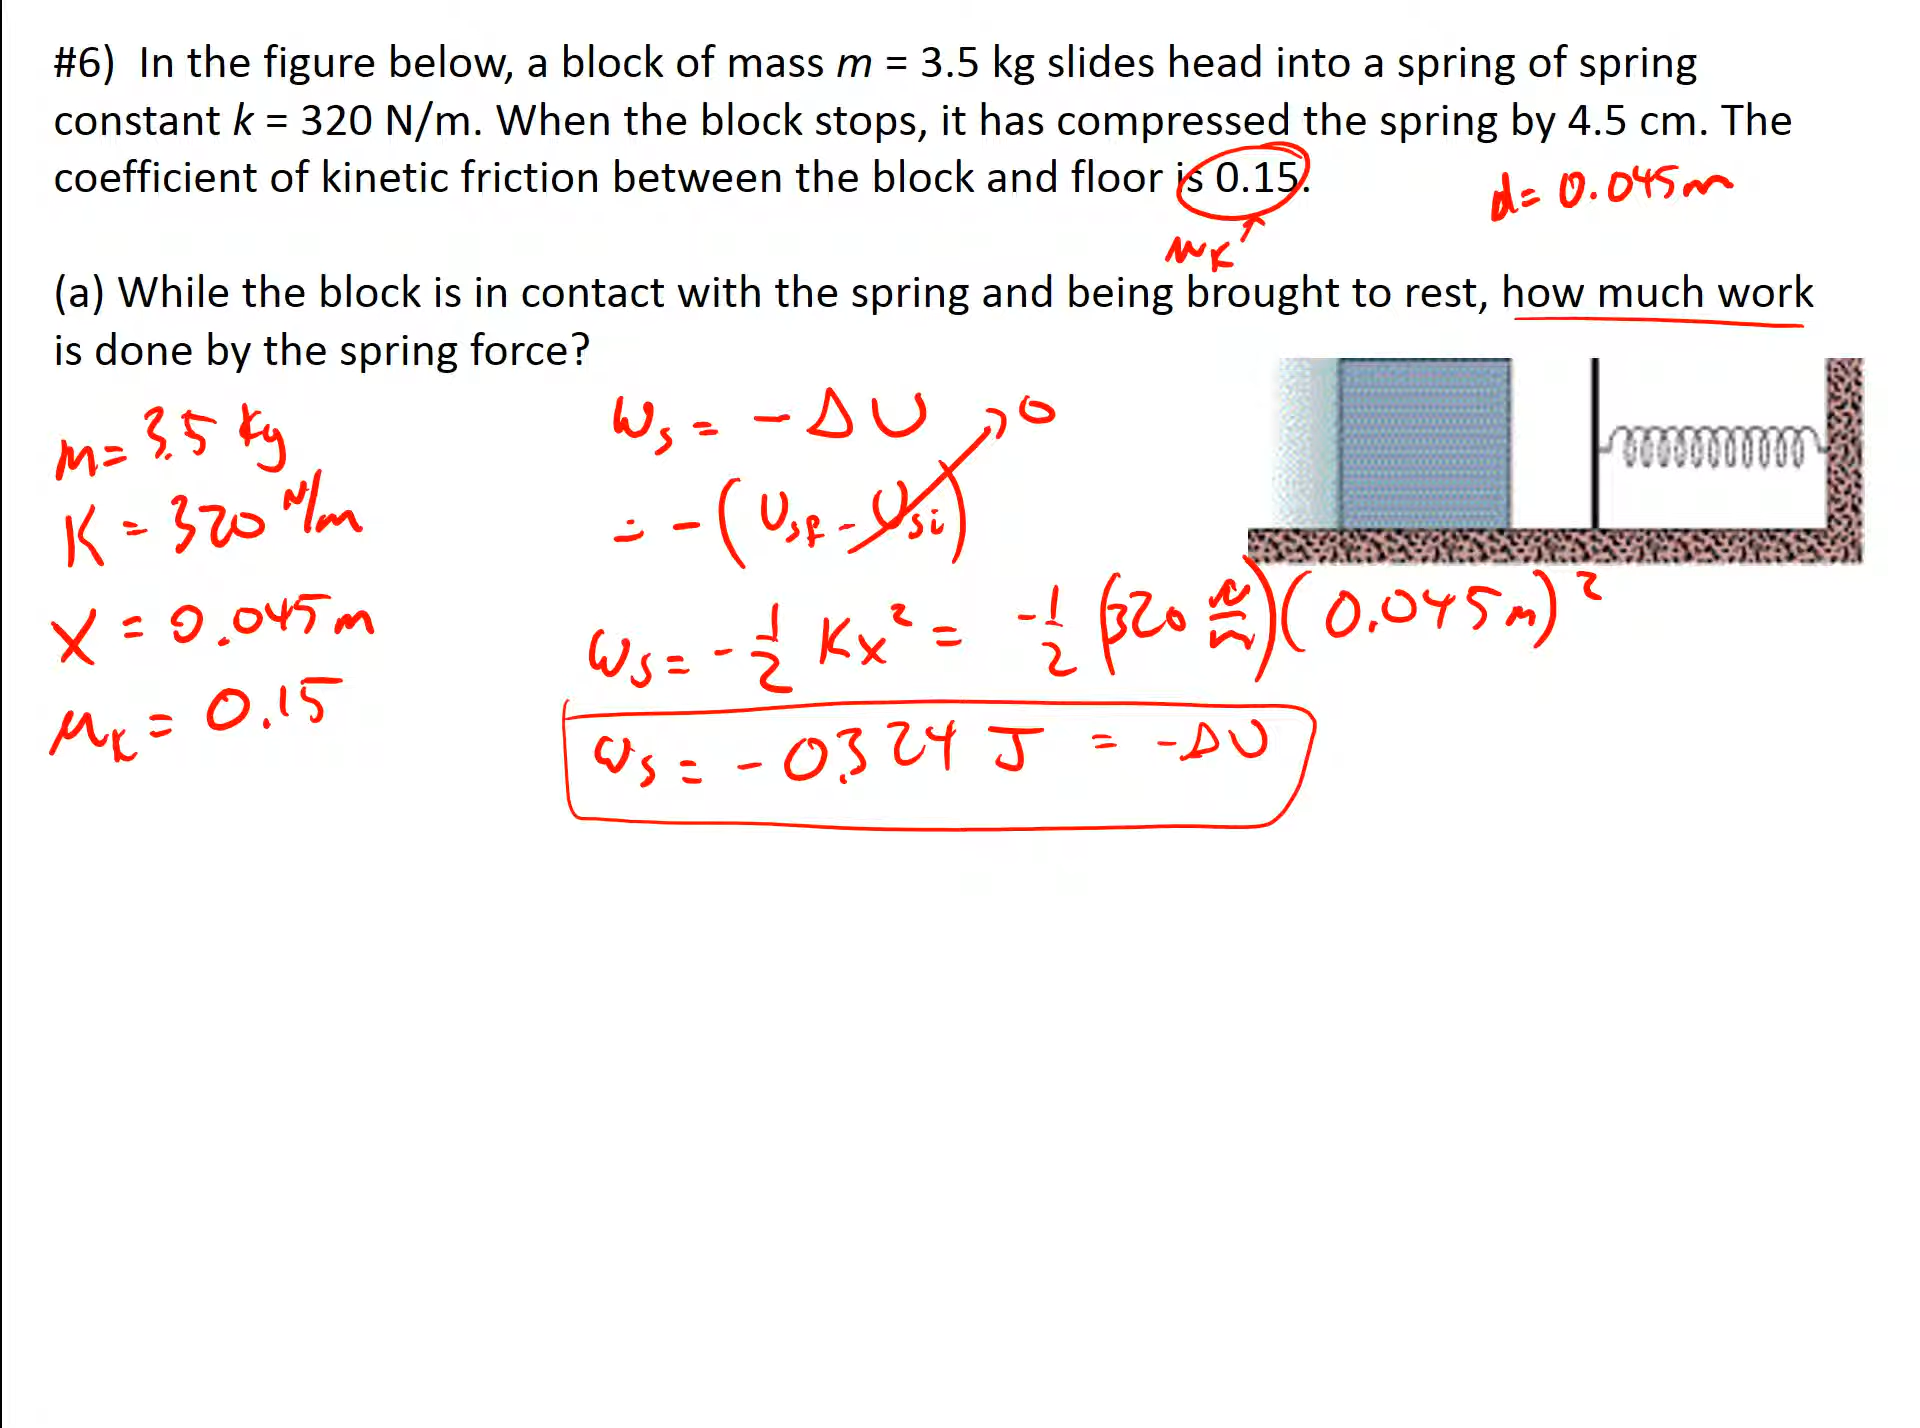 #6) In the figure below, a block of mass m = 3.5 kg slides head into a spring of spring
constant k = 320 N/m. When the block stops, it has compressed the spring by 4.5 cm. The
coefficient of kinetic friction between the block and floor is 0.15.
d = 0.045m
μK
(a) While the block is in contact with the spring and being brought to rest, how much work
is done by the spring force?
m = 3.5 kg
K = 320 N/m
X = 0.045m
μK = 0.15
Ws = - ΔU
= - (Usf - Usi) 0
Ws = - 1/2 Kx² = -1/2 (320 N/m)(0.045m)²
Ws = - 0.324 J = -ΔU